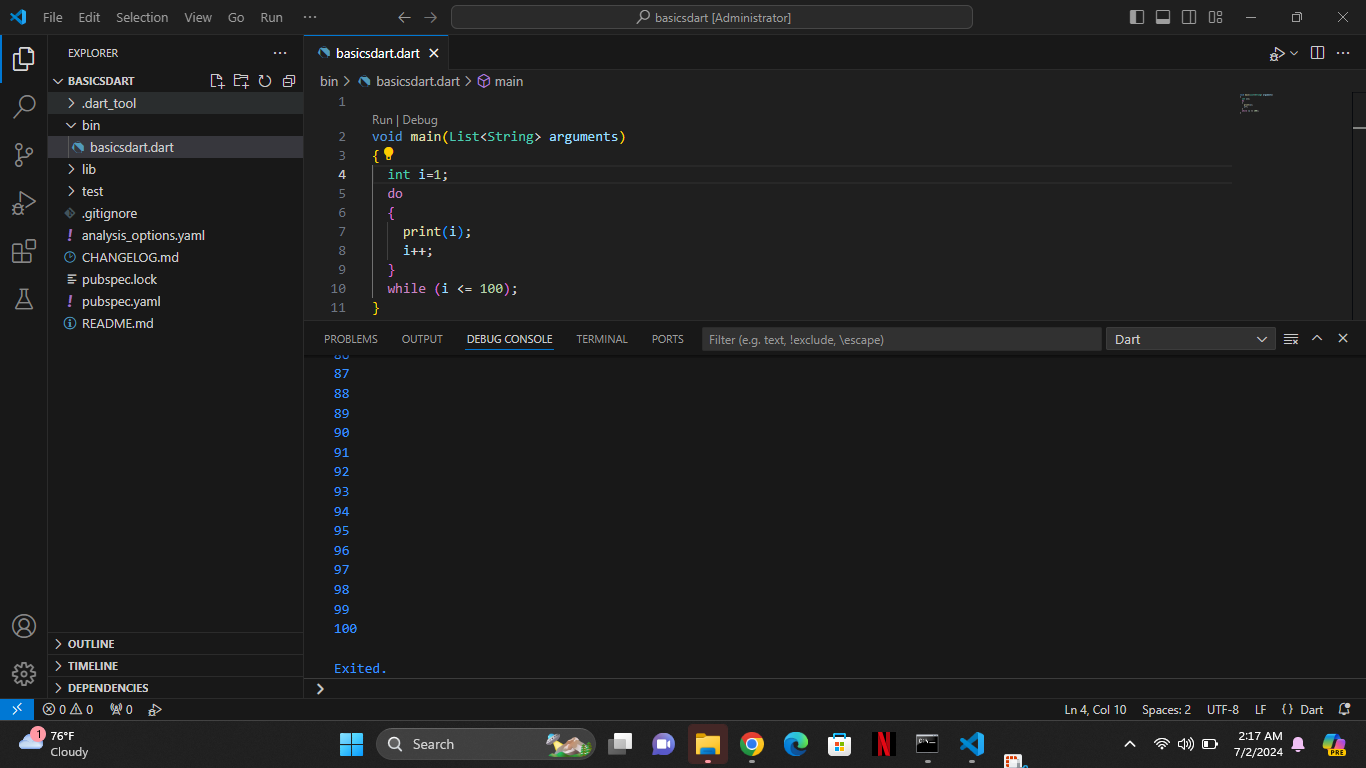 File Edit Selection View Go Run ···
basicsdart [Administrator]
EXPLORER
BASICSDART
.dart_tool
bin
basicsdart.dart
lib
test
.gitignore
analysis_options.yaml
CHANGELOG.md
pubspec.lock
pubspec.yaml
README.md
OUTLINE
TIMELINE
DEPENDENCIES
basicsdart.dart
bin > basicsdart.dart > main
1
Run | Debug
2 void main(List<String> arguments)
3 {
4 int i=1;
5 do
6 {
7 print(i);
8 i++;
9 }
10 while (i <= 100);
11 }
PROBLEMS OUTPUT DEBUG CONSOLE TERMINAL PORTS Filter (e.g. text, !exclude, \escape) Dart
87
88
89
90
91
92
93
94
95
96
97
98
99
100
Exited.
0 0 0 Ln 4, Col 10 Spaces: 2 UTF-8 LF {} Dart
1
76°F
Cloudy
Search
PRE
2:17 AM
7/2/2024